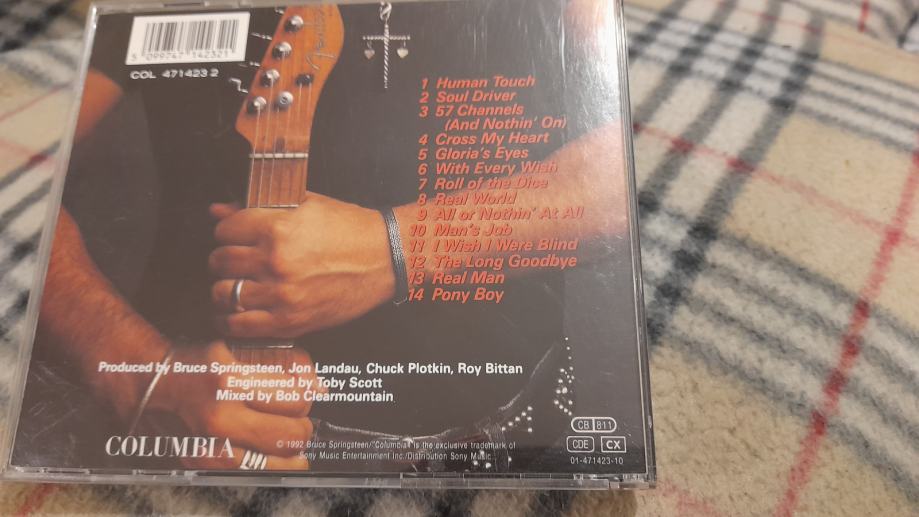 Fender
5 099747 142321
COL 471423 2
1 Human Touch
2 Soul Driver
3 57 Channels
(And Nothin' On)
4 Cross My Heart
5 Gloria's Eyes
6 With Every Wish
7 Roll of the Dice
8 Real World
9 All or Nothin' At All
10 Man's Job
11 I Wish I Were Blind
12 The Long Goodbye
13 Real Man
14 Pony Boy
Produced by Bruce Springsteen, Jon Landau, Chuck Plotkin, Roy Bittan
Engineered by Toby Scott
Mixed by Bob Clearmountain
COLUMBIA
© 1992 Bruce Springsteen/"Columbia" is the exclusive trademark of
Sony Music Entertainment Inc./Distribution Sony Music
CB 811
CDE CX
01-471423-10